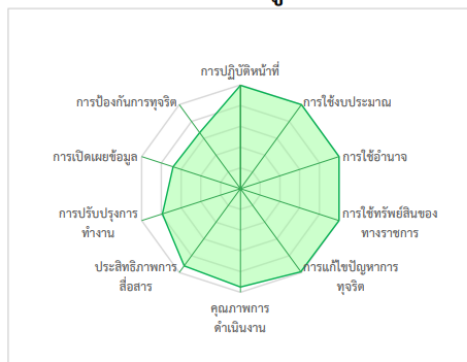 การปฏิบัติหน้าที่
การใช้งบประมาณ
การใช้อำนาจ
การใช้ทรัพย์สินของ
ทางราชการ
การแก้ไขปัญหาการ
ทุจริต
คุณภาพการ
ดำเนินงาน
ประสิทธิภาพการ
สื่อสาร
การปรับปรุงการ
ทำงาน
การเปิดเผยข้อมูล
การป้องกันการทุจริต